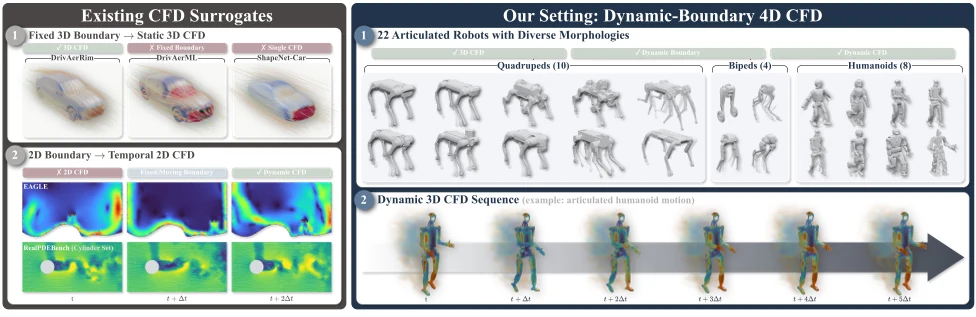 Existing CFD Surrogates
1 Fixed 3D Boundary → Static 3D CFD
✓ 3D CFD ✗ Fixed Boundary ✗ Single CFD
DrivAerRim DrivAerML ShapeNet-Car
2 2D Boundary → Temporal 2D CFD
✗ 2D CFD Fixed/Moving Boundary ✓ Dynamic CFD
EAGLE
RealPDEBench (Cylinder Set)
t t + Δt t + 2Δt
Our Setting: Dynamic-Boundary 4D CFD
1 22 Articulated Robots with Diverse Morphologies
✓ 3D CFD ✓ Dynamic Boundary ✓ Dynamic CFD
Quadrupeds (10) Bipeds (4) Humanoids (8)
2 Dynamic 3D CFD Sequence (example: articulated humanoid motion)
t t + Δt t + 2Δt t + 3Δt t + 4Δt t + 5Δt